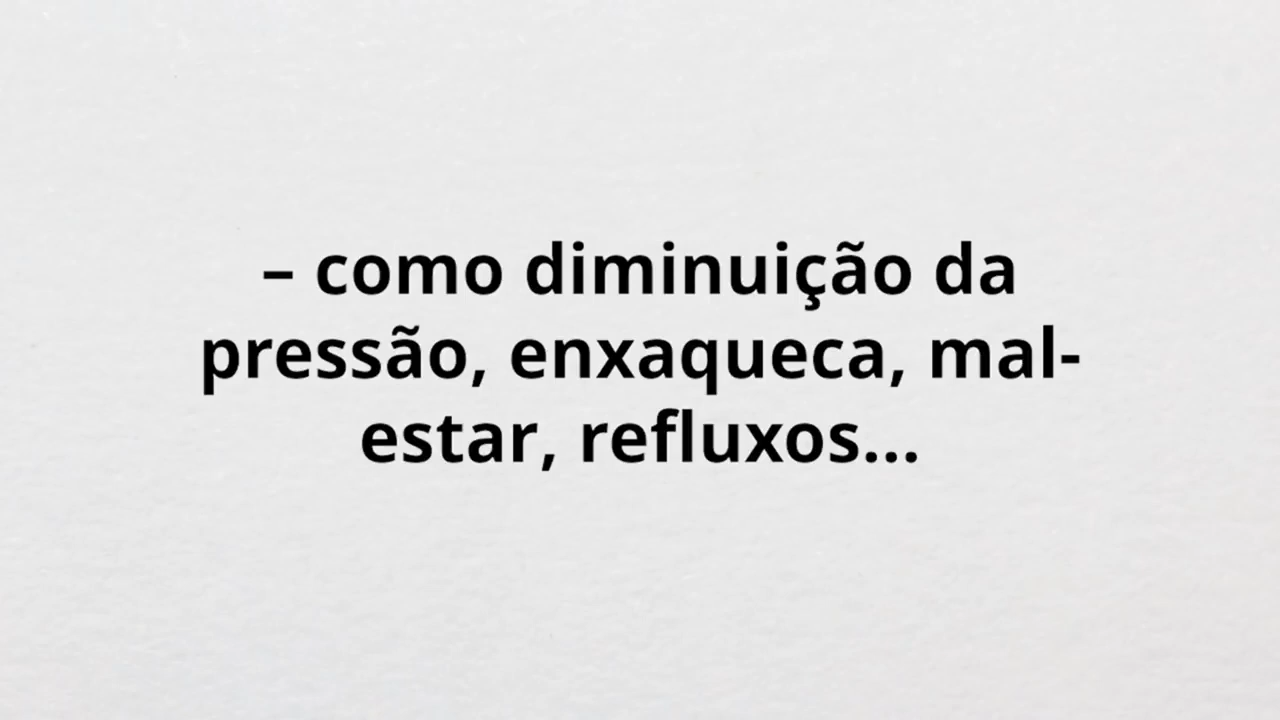 – como diminuição da
pressão, enxaqueca, mal-
estar, refluxos...